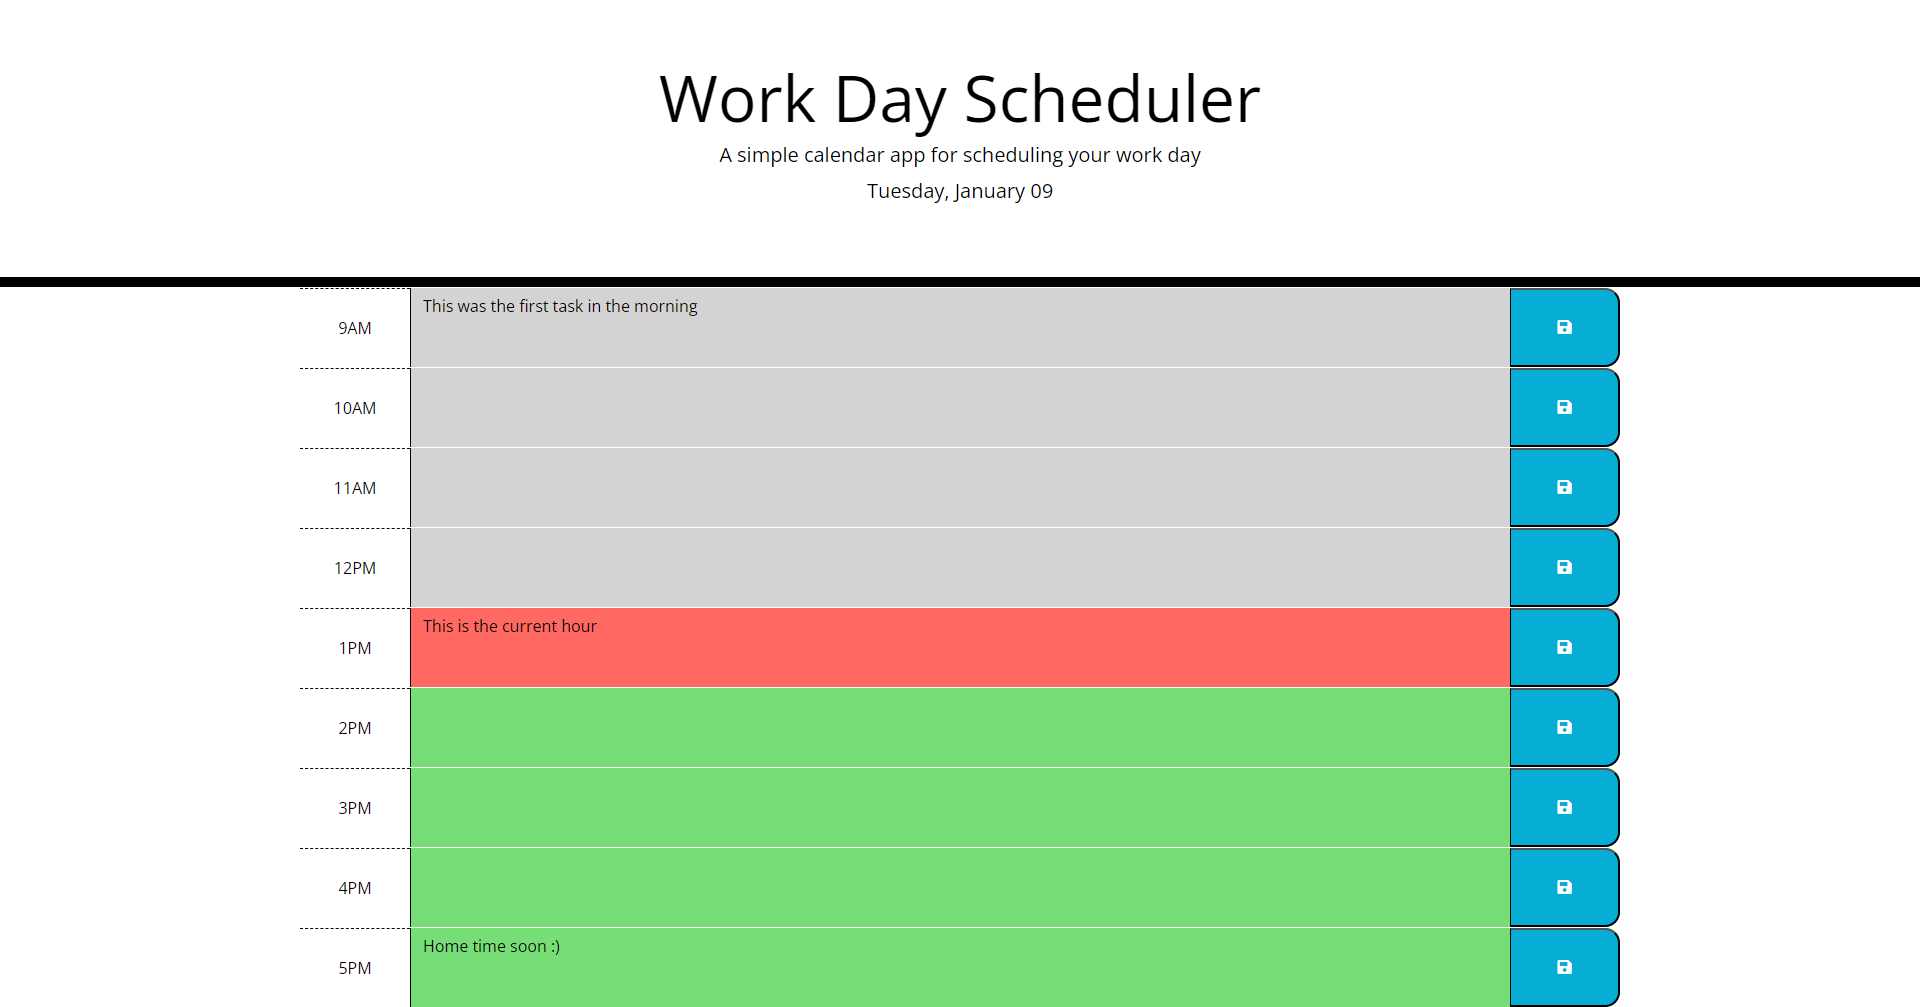 Work Day Scheduler
A simple calendar app for scheduling your work day
Tuesday, January 09
9AM
This was the first task in the morning
10AM
11AM
12PM
1PM
This is the current hour
2PM
3PM
4PM
5PM
Home time soon :)